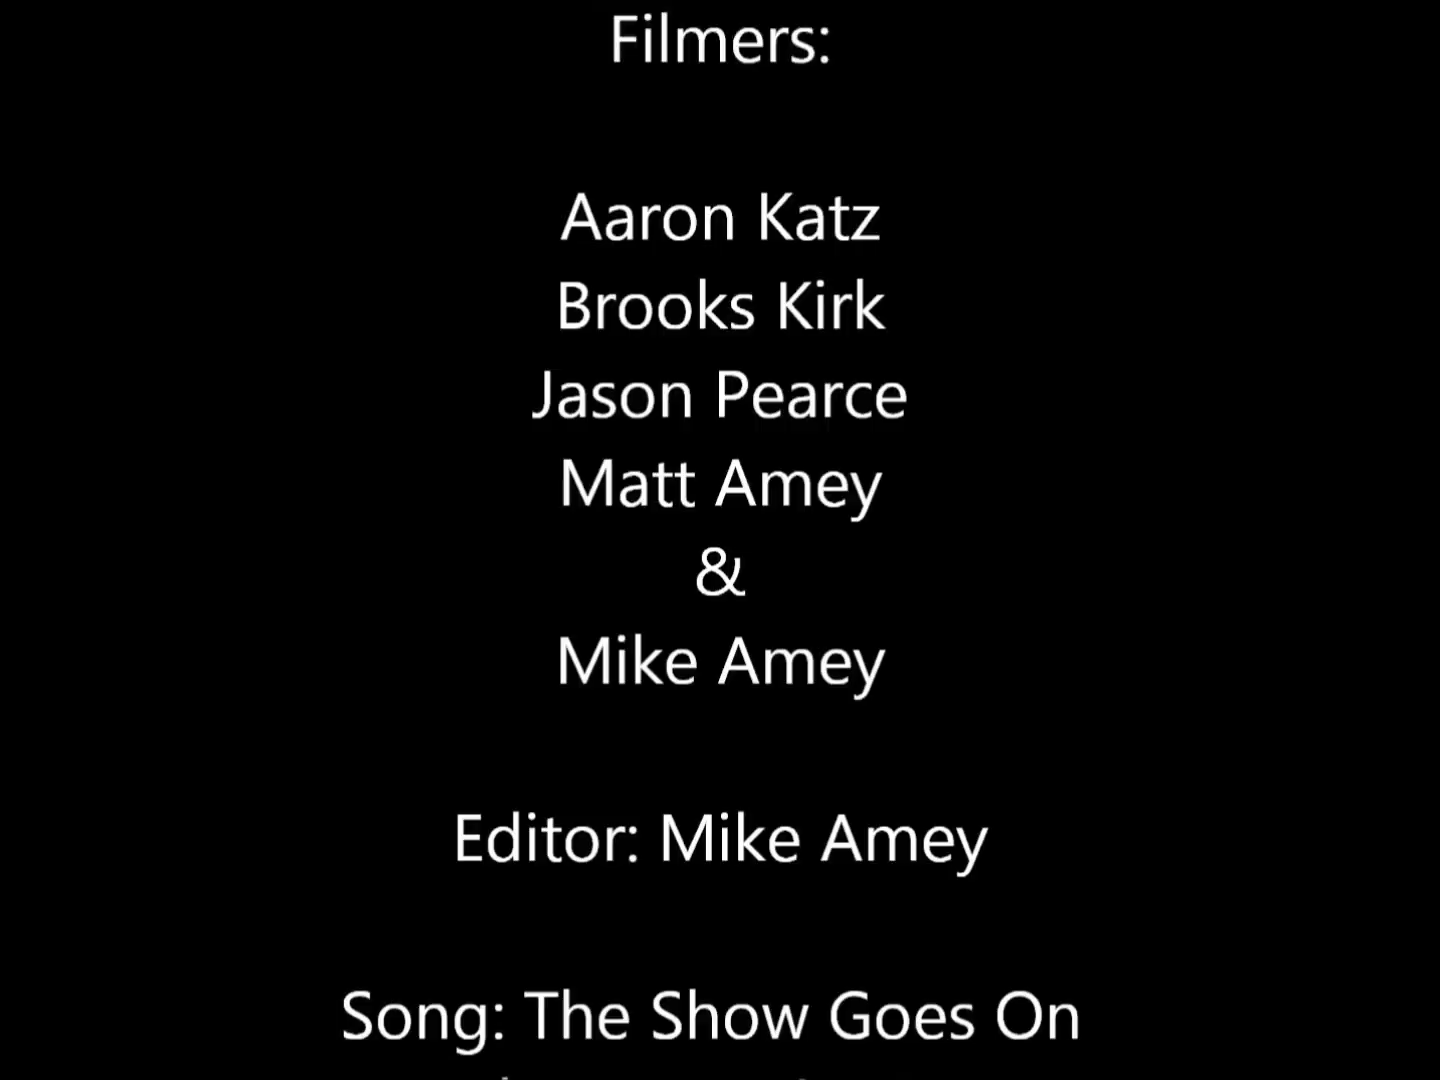 Filmers:
Aaron Katz
Brooks Kirk
Jason Pearce
Matt Amey
&
Mike Amey
Editor: Mike Amey
Song: The Show Goes On